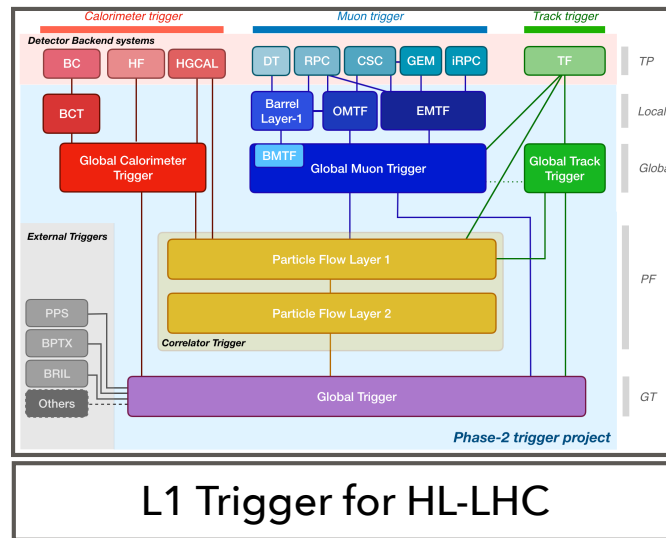 Calorimeter trigger
Muon trigger
Track trigger
Detector Backend systems
BC
HF
HGCAL
DT
RPC
CSC
GEM
iRPC
TF
TP
BCT
Barrel
Layer-1
OMTF
EMTF
Local
Global Calorimeter
Trigger
BMTF
Global Muon Trigger
Global Track
Trigger
Global
External Triggers
Particle Flow Layer 1
PF
Particle Flow Layer 2
Correlator Trigger
PPS
BPTX
BRIL
Others
Global Trigger
GT
Phase-2 trigger project
L1 Trigger for HL-LHC